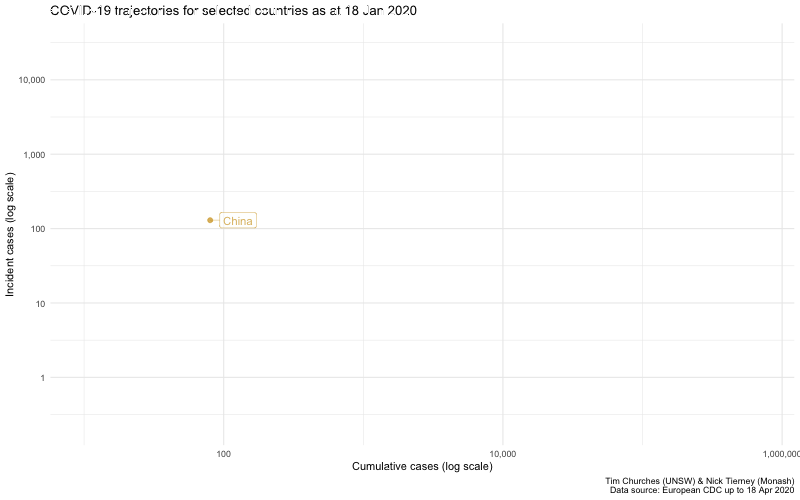 COVID-19 trajectories for selected countries as at 18 Jan 2020
10,000
1,000
100
10
1
Incident cases (log scale)
China
100
10,000
1,000,000
Cumulative cases (log scale)
Tim Churches (UNSW) & Nick Tierney (Monash)
Data source: European CDC up to 18 Apr 2020